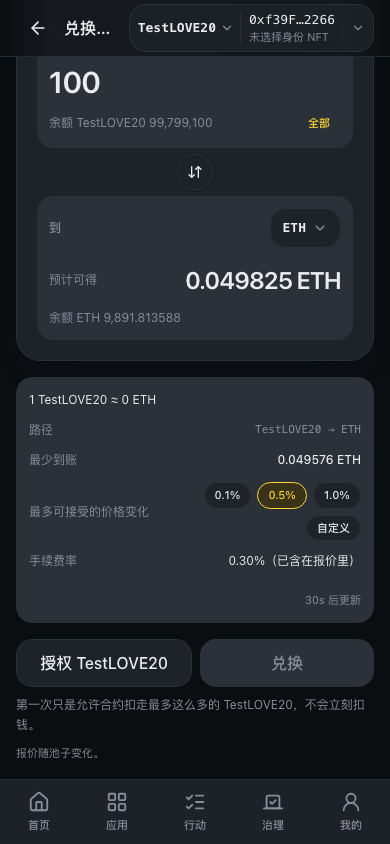 兑换...
TestLOVE20
0xf39F…2266
未选择身份 NFT
100
余额 TestLOVE20 99,799,100
全部
到
ETH
预计可得
0.049825 ETH
余额 ETH 9,891.813588
1 TestLOVE20 ≈ 0 ETH
路径
TestLOVE20 → ETH
最少到账
0.049576 ETH
最多可接受的价格变化
0.1%
0.5%
1.0%
自定义
手续费率
0.30%（已含在报价里）
30s 后更新
授权 TestLOVE20
兑换
第一次只是允许合约扣走最多这么多的 TestLOVE20，不会立刻扣
钱。
报价随池子变化。
首页
应用
行动
治理
我的